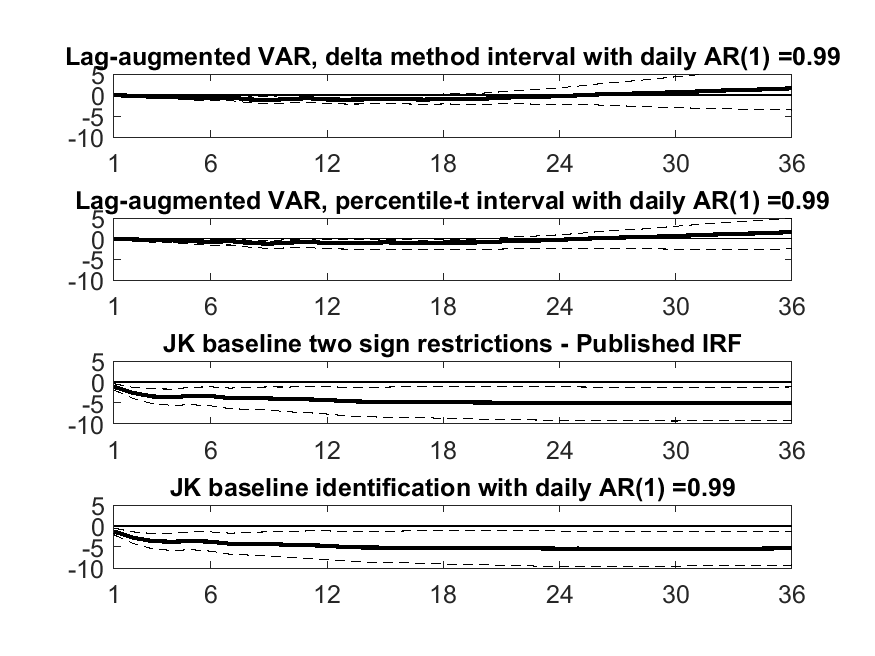 Lag-augmented VAR, delta method interval with daily AR(1) =0.99
5
0
-5
-10
1 6 12 18 24 30 36
Lag-augmented VAR, percentile-t interval with daily AR(1) =0.99
5
0
-5
-10
1 6 12 18 24 30 36
JK baseline two sign restrictions - Published IRF
5
0
-5
-10
1 6 12 18 24 30 36
JK baseline identification with daily AR(1) =0.99
5
0
-5
-10
1 6 12 18 24 30 36